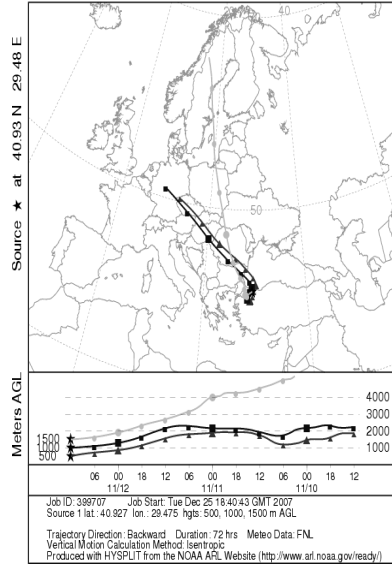 Source ★ at 40.93 N 29.48 E
40
50
Meters AGL
4000
3000
2000
1000
1500
1000
500
06 00 18 12 06 00 18 12 06 00 18 12
11/12 11/11 11/10
Job ID: 399707 Job Start: Tue Dec 25 18:40:43 GMT 2007
Source 1 lat.: 40.927 lon.: 29.475 hgts: 500, 1000, 1500 m AGL
Trajectory Direction: Backward Duration: 72 hrs Meteo Data: FNL
Vertical Motion Calculation Method: Isentropic
Produced with HYSPLIT from the NOAA ARL Website (http://www.arl.noaa.gov/ready/)